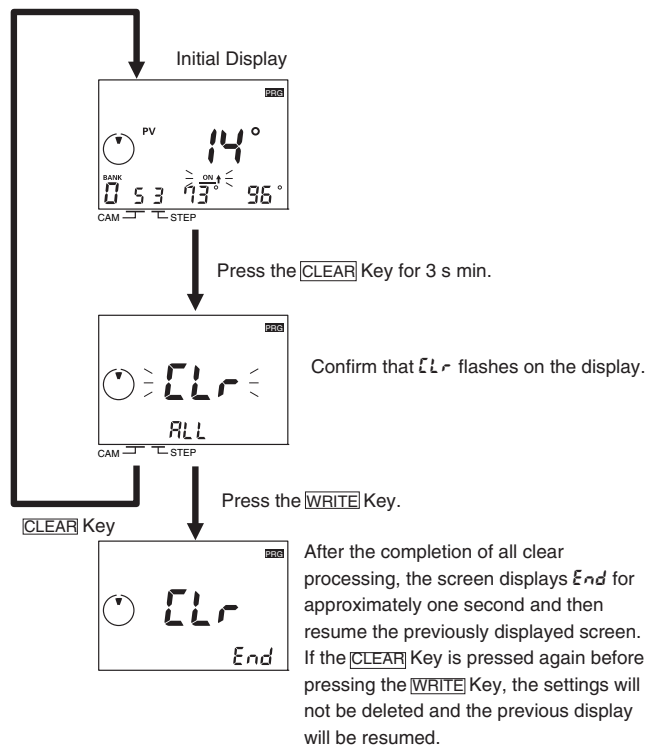 Initial Display
PRG
PV
14°
BANK
ON
0 5 3 73° 96°
CAM STEP
Press the CLEAR Key for 3 s min.
PRG
CLr
Confirm that CLr flashes on the display.
ALL
CAM STEP
Press the WRITE Key.
CLEAR Key
PRG
CLr
End
After the completion of all clear
processing, the screen displays End for
approximately one second and then
resume the previously displayed screen.
If the CLEAR Key is pressed again before
pressing the WRITE Key, the settings will
not be deleted and the previous display
will be resumed.